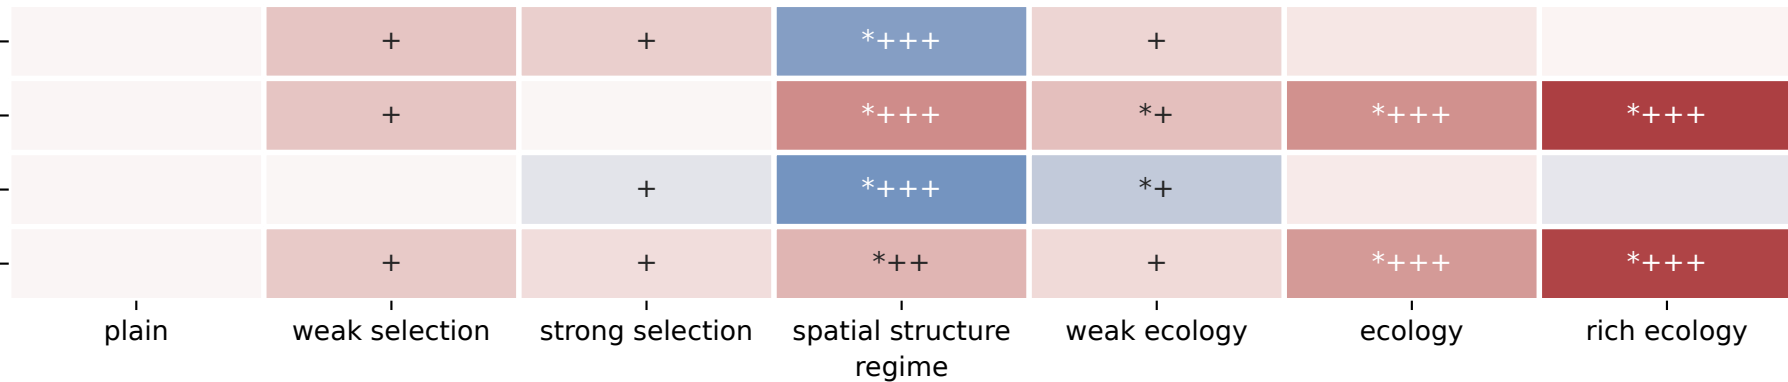 + + *+++ +
+ *+++ *+ *+++ *+++
+ *+++ *+
+ + *++ + *+++ *+++
plain weak selection strong selection spatial structure weak ecology ecology rich ecology
regime